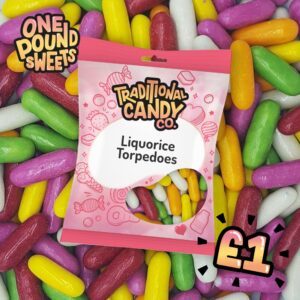 ONE
POUND
SWEETS
TRADITIONAL
CANDY
CO.
Liquorice
Torpedoes
£1